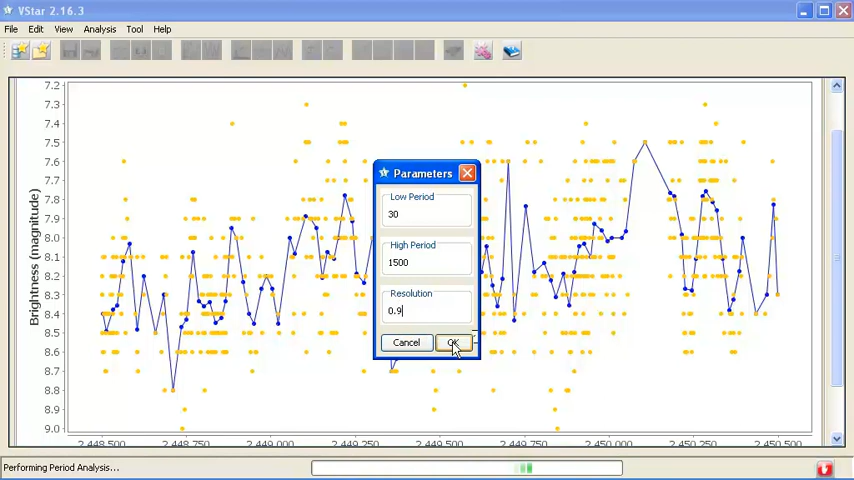 VStar 2.16.3
File Edit View Analysis Tool Help
7.2
7.3
7.4
7.5
7.6
7.7
7.8
7.9
8.0
8.1
8.2
8.3
8.4
8.5
8.6
8.7
8.8
8.9
9.0
Brightness (magnitude)
Parameters
Low Period
30
High Period
1500
Resolution
0.9
Cancel OK
2,448,500 2,448,750 2,449,000 2,449,250 2,449,500 2,449,750 2,450,000 2,450,250 2,450,500
Performing Period Analysis...